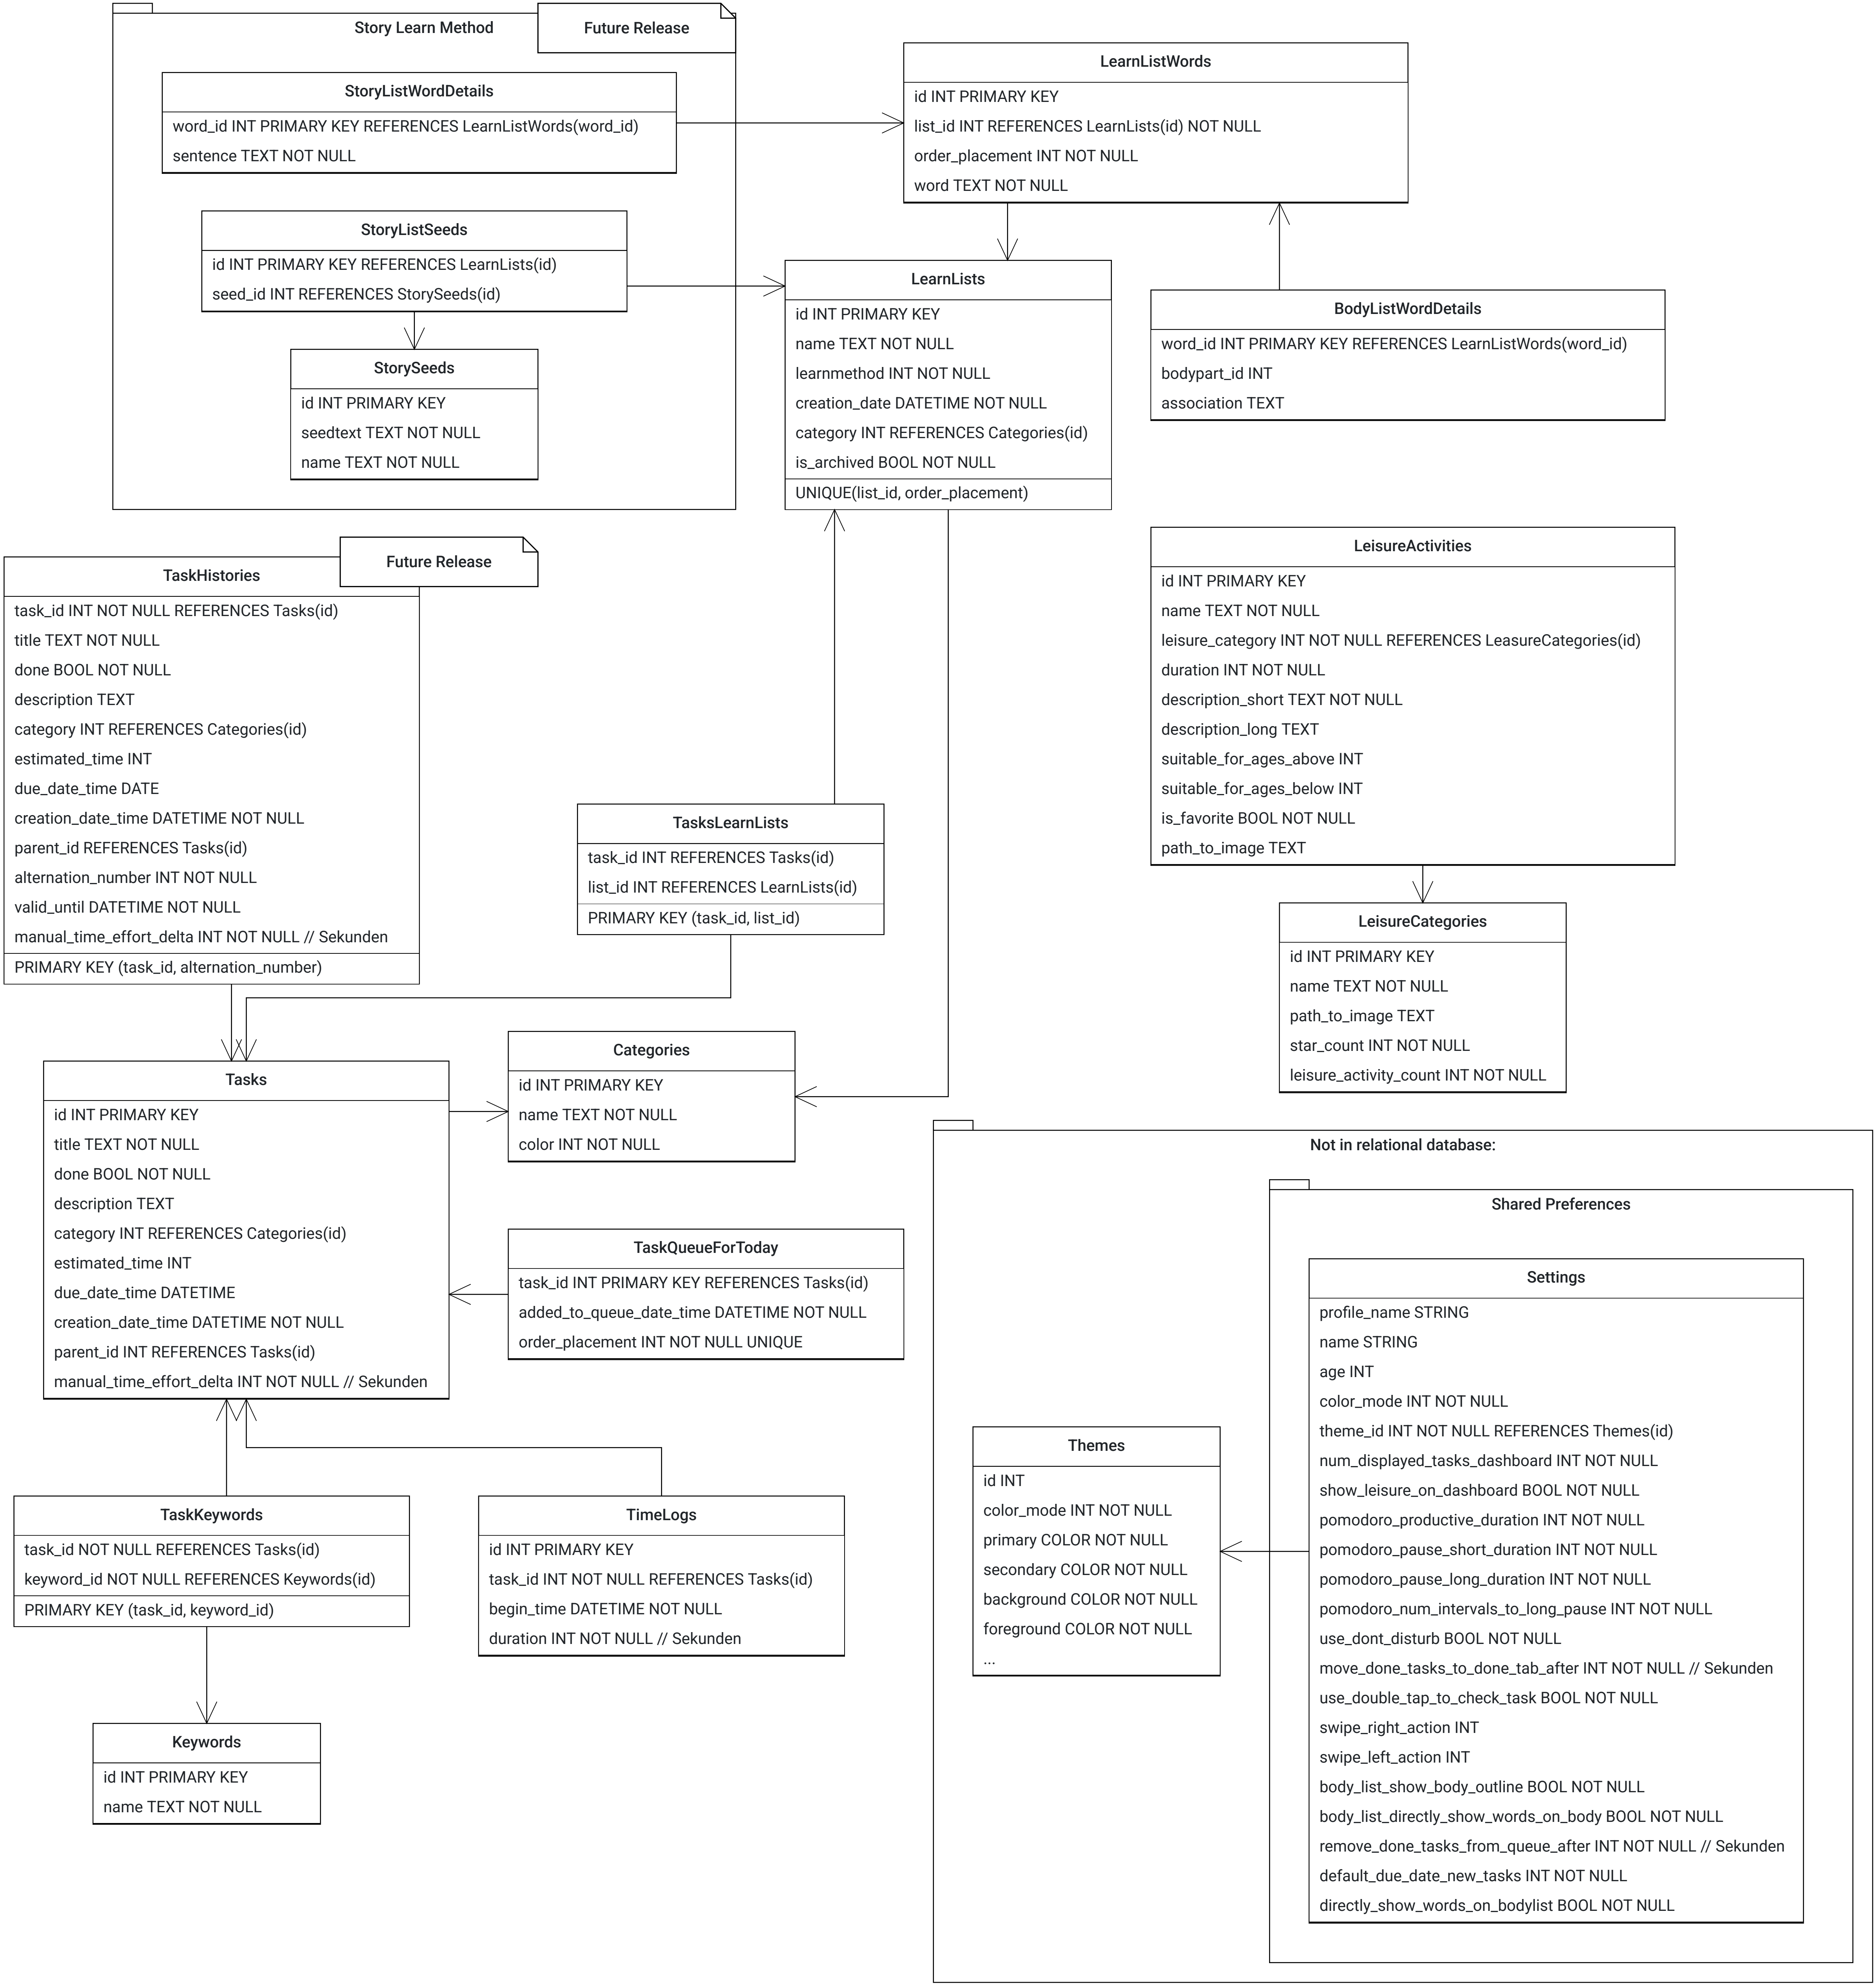 Story Learn Method
Future Release
StoryListWordDetails
word_id INT PRIMARY KEY REFERENCES LearnListWords(word_id)
sentence TEXT NOT NULL
StoryListSeeds
id INT PRIMARY KEY REFERENCES LearnLists(id)
seed_id INT REFERENCES StorySeeds(id)
StorySeeds
id INT PRIMARY KEY
seedtext TEXT NOT NULL
name TEXT NOT NULL
LearnListWords
id INT PRIMARY KEY
list_id INT REFERENCES LearnLists(id) NOT NULL
order_placement INT NOT NULL
word TEXT NOT NULL
LearnLists
id INT PRIMARY KEY
name TEXT NOT NULL
learnmethod INT NOT NULL
creation_date DATETIME NOT NULL
category INT REFERENCES Categories(id)
is_archived BOOL NOT NULL
UNIQUE(list_id, order_placement)
BodyListWordDetails
word_id INT PRIMARY KEY REFERENCES LearnListWords(word_id)
bodypart_id INT
association TEXT
Future Release
TaskHistories
task_id INT NOT NULL REFERENCES Tasks(id)
title TEXT NOT NULL
done BOOL NOT NULL
description TEXT
category INT REFERENCES Categories(id)
estimated_time INT
due_date_time DATE
creation_date_time DATETIME NOT NULL
parent_id REFERENCES Tasks(id)
alternation_number INT NOT NULL
valid_until DATETIME NOT NULL
manual_time_effort_delta INT NOT NULL // Sekunden
PRIMARY KEY (task_id, alternation_number)
LeisureActivities
id INT PRIMARY KEY
name TEXT NOT NULL
leisure_category INT NOT NULL REFERENCES LeasureCategories(id)
duration INT NOT NULL
description_short TEXT NOT NULL
description_long TEXT
suitable_for_ages_above INT
suitable_for_ages_below INT
is_favorite BOOL NOT NULL
path_to_image TEXT
TasksLearnLists
task_id INT REFERENCES Tasks(id)
list_id INT REFERENCES LearnLists(id)
PRIMARY KEY (task_id, list_id)
LeisureCategories
id INT PRIMARY KEY
name TEXT NOT NULL
path_to_image TEXT
star_count INT NOT NULL
leisure_activity_count INT NOT NULL
Tasks
id INT PRIMARY KEY
title TEXT NOT NULL
done BOOL NOT NULL
description TEXT
category INT REFERENCES Categories(id)
estimated_time INT
due_date_time DATETIME
creation_date_time DATETIME NOT NULL
parent_id INT REFERENCES Tasks(id)
manual_time_effort_delta INT NOT NULL // Sekunden
Categories
id INT PRIMARY KEY
name TEXT NOT NULL
color INT NOT NULL
TaskQueueForToday
task_id INT PRIMARY KEY REFERENCES Tasks(id)
added_to_queue_date_time DATETIME NOT NULL
order_placement INT NOT NULL UNIQUE
TaskKeywords
task_id NOT NULL REFERENCES Tasks(id)
keyword_id NOT NULL REFERENCES Keywords(id)
PRIMARY KEY (task_id, keyword_id)
TimeLogs
id INT PRIMARY KEY
task_id INT NOT NULL REFERENCES Tasks(id)
begin_time DATETIME NOT NULL
duration INT NOT NULL // Sekunden
Keywords
id INT PRIMARY KEY
name TEXT NOT NULL
Not in relational database:
Shared Preferences
Settings
profile_name STRING
name STRING
age INT
color_mode INT NOT NULL
theme_id INT NOT NULL REFERENCES Themes(id)
num_displayed_tasks_dashboard INT NOT NULL
show_leisure_on_dashboard BOOL NOT NULL
pomodoro_productive_duration INT NOT NULL
pomodoro_pause_short_duration INT NOT NULL
pomodoro_pause_long_duration INT NOT NULL
pomodoro_num_intervals_to_long_pause INT NOT NULL
use_dont_disturb BOOL NOT NULL
move_done_tasks_to_done_tab_after INT NOT NULL // Sekunden
use_double_tap_to_check_task BOOL NOT NULL
swipe_right_action INT
swipe_left_action INT
body_list_show_body_outline BOOL NOT NULL
body_list_directly_show_words_on_body BOOL NOT NULL
remove_done_tasks_from_queue_after INT NOT NULL // Sekunden
default_due_date_new_tasks INT NOT NULL
directly_show_words_on_bodylist BOOL NOT NULL
Themes
id INT
color_mode INT NOT NULL
primary COLOR NOT NULL
secondary COLOR NOT NULL
background COLOR NOT NULL
foreground COLOR NOT NULL
...